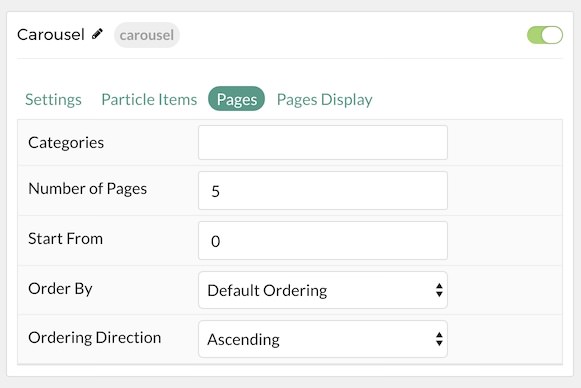 Carousel carousel
Settings Particle Items Pages Pages Display
Categories
Number of Pages 5
Start From 0
Order By Default Ordering
Ordering Direction Ascending